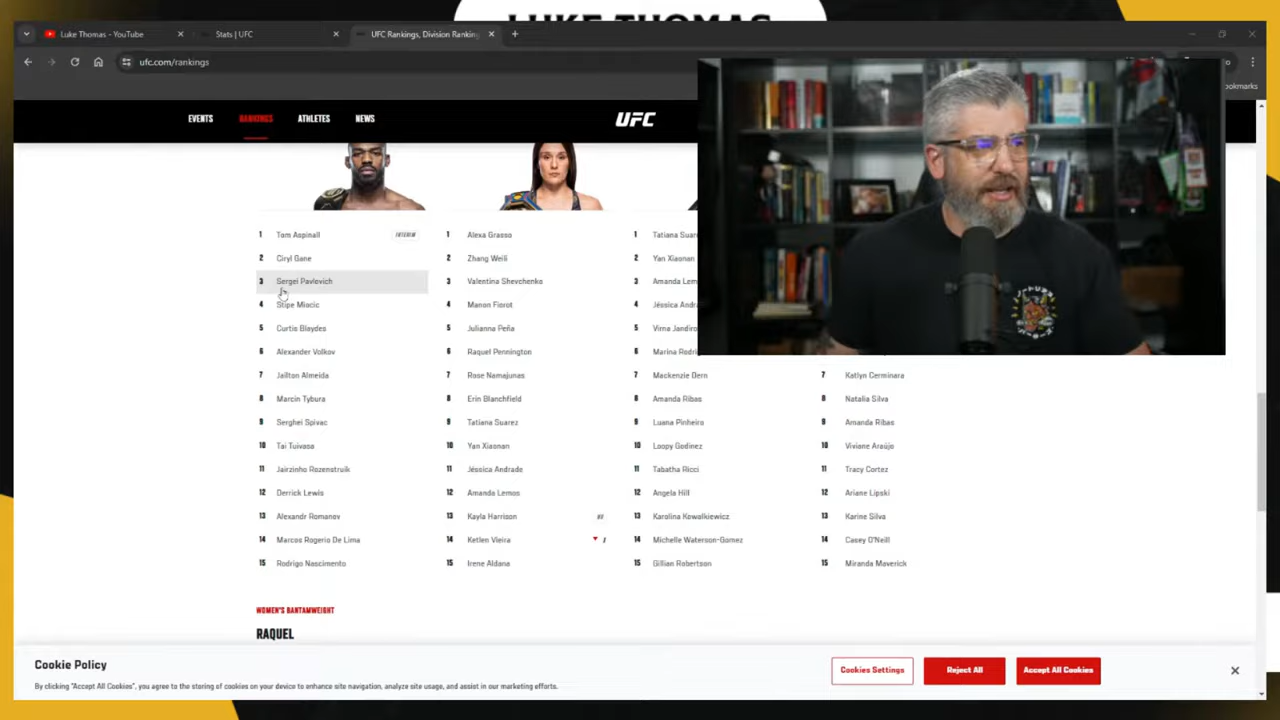 LUKE THOMAS
Luke Thomas - YouTube
Stats | UFC
UFC Rankings, Division Rankin
ufc.com/rankings
ookmarks
EVENTS
RANKINGS
ATHLETES
NEWS
UFC
1 Tom Aspinall INTERIM
2 Ciryl Gane
3 Sergei Pavlovich
4 Stipe Miocic
5 Curtis Blaydes
6 Alexander Volkov
7 Jailton Almeida
8 Marcin Tybura
9 Serghei Spivac
10 Tai Tuivasa
11 Jairzinho Rozenstruik
12 Derrick Lewis
13 Alexandr Romanov
14 Marcos Rogerio De Lima
15 Rodrigo Nascimento
1 Alexa Grasso
2 Zhang Weili
3 Valentina Shevchenko
4 Manon Fiorot
5 Julianna Peña
6 Raquel Pennington
7 Rose Namajunas
8 Erin Blanchfield
9 Tatiana Suarez
10 Yan Xiaonan
11 Jéssica Andrade
12 Amanda Lemos
13 Kayla Harrison
14 Ketlen Vieira 1
15 Irene Aldana
1 Tatiana Suar
2 Yan Xiaonan
3 Amanda Lem
4 Jéssica Andr
5 Virna Jandiro
6 Marina Rodri
7 Mackenzie Dern
8 Amanda Ribas
9 Luana Pinheiro
10 Loopy Godinez
11 Tabatha Ricci
12 Angela Hill
13 Karolina Kowalkiewicz
14 Michelle Waterson-Gomez
15 Gillian Robertson
7 Katlyn Cerminara
8 Natalia Silva
9 Amanda Ribas
10 Viviane Araújo
11 Tracy Cortez
12 Ariane Lipski
13 Karine Silva
14 Casey O'Neill
15 Miranda Maverick
WOMEN'S BANTAMWEIGHT
RAQUEL
Cookie Policy
By clicking "Accept All Cookies", you agree to the storing of cookies on your device to enhance site navigation, analyze site usage, and assist in our marketing efforts.
Cookies Settings
Reject All
Accept All Cookies